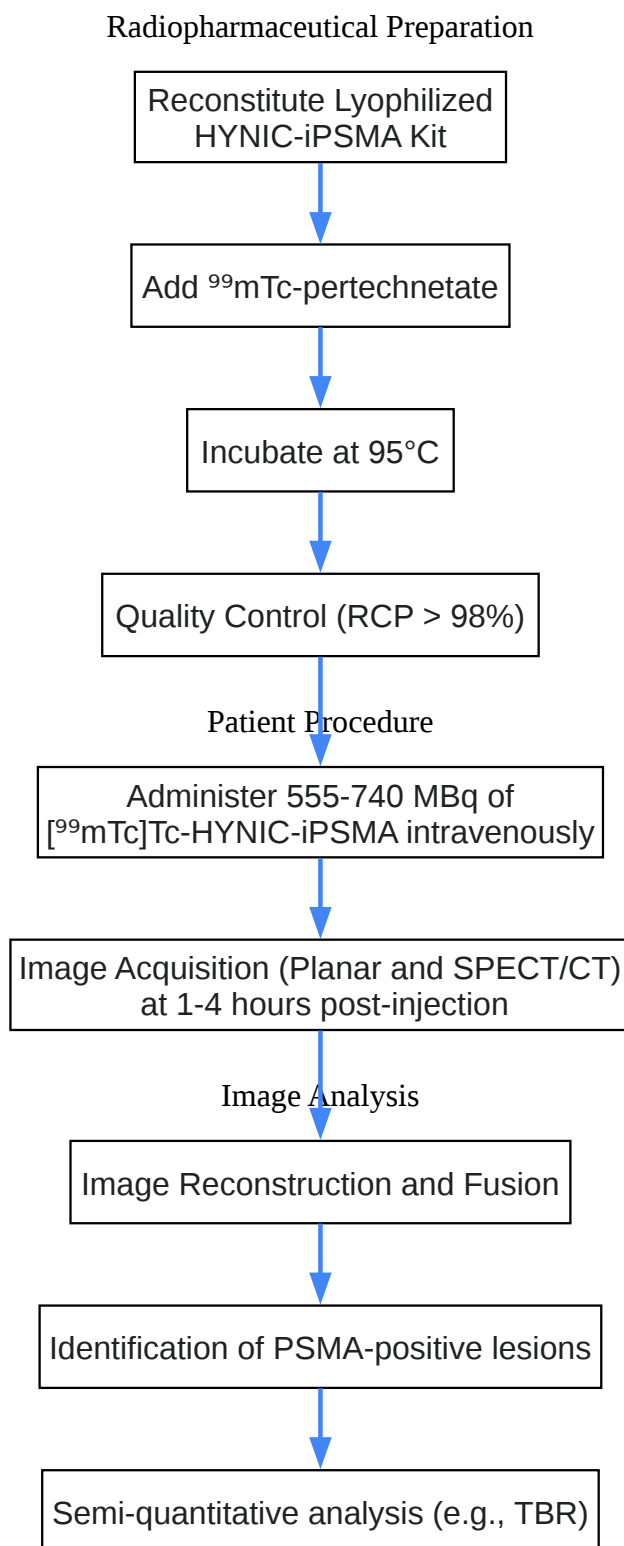 Radiopharmaceutical Preparation
Reconstitute Lyophilized
HYNIC-iPSMA Kit
Add ⁹⁹mTc-pertechnetate
Incubate at 95°C
Quality Control (RCP > 98%)
Patient Procedure
Administer 555-740 MBq of
[⁹⁹mTc]Tc-HYNIC-iPSMA intravenously
Image Acquisition (Planar and SPECT/CT)
at 1-4 hours post-injection
Image Analysis
Image Reconstruction and Fusion
Identification of PSMA-positive lesions
Semi-quantitative analysis (e.g., TBR)